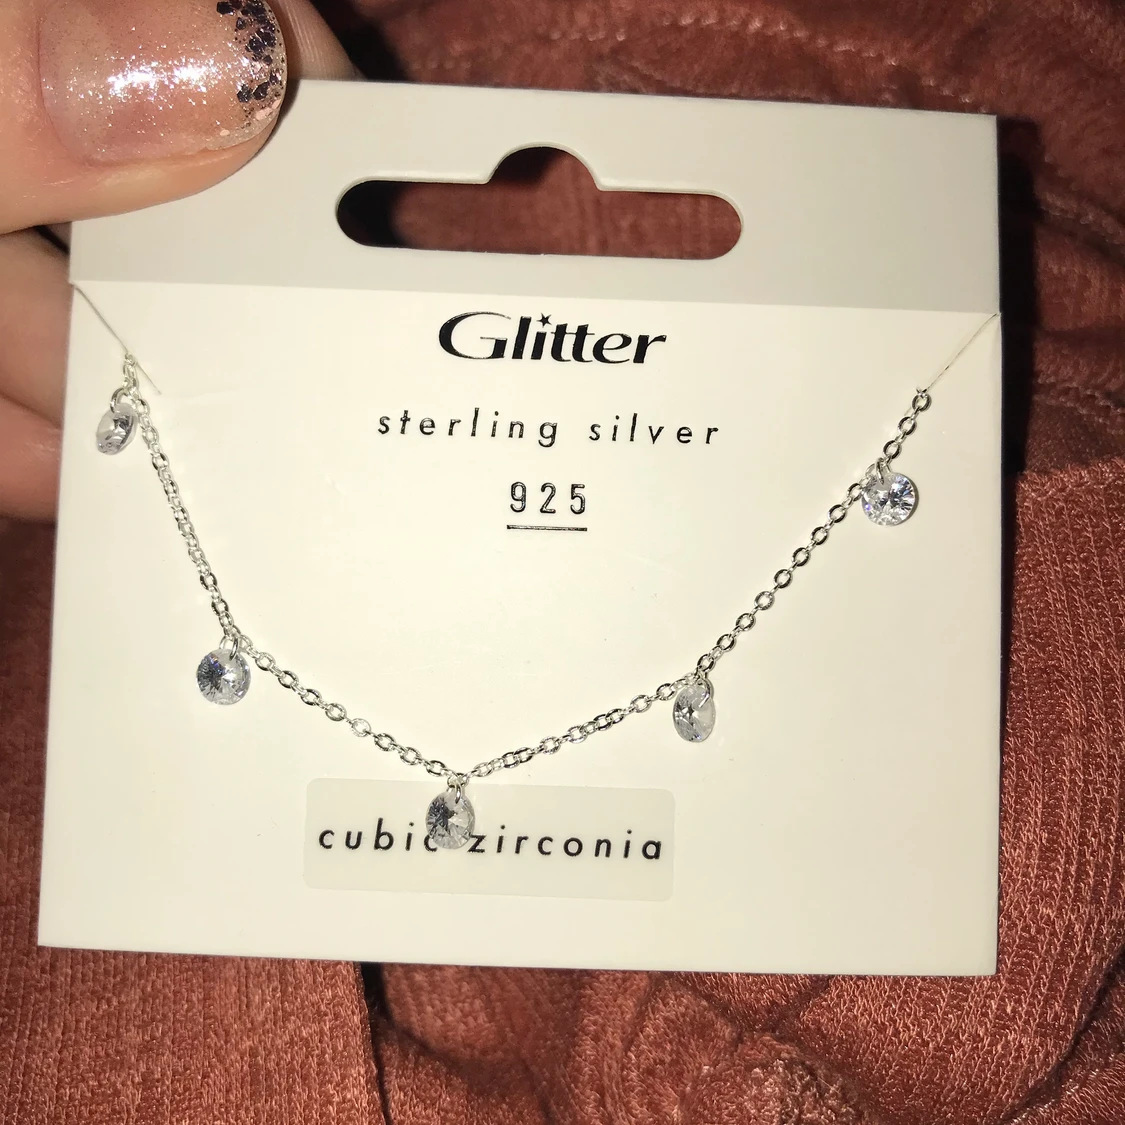 Glitter
sterling silver
925
cubic zirconia